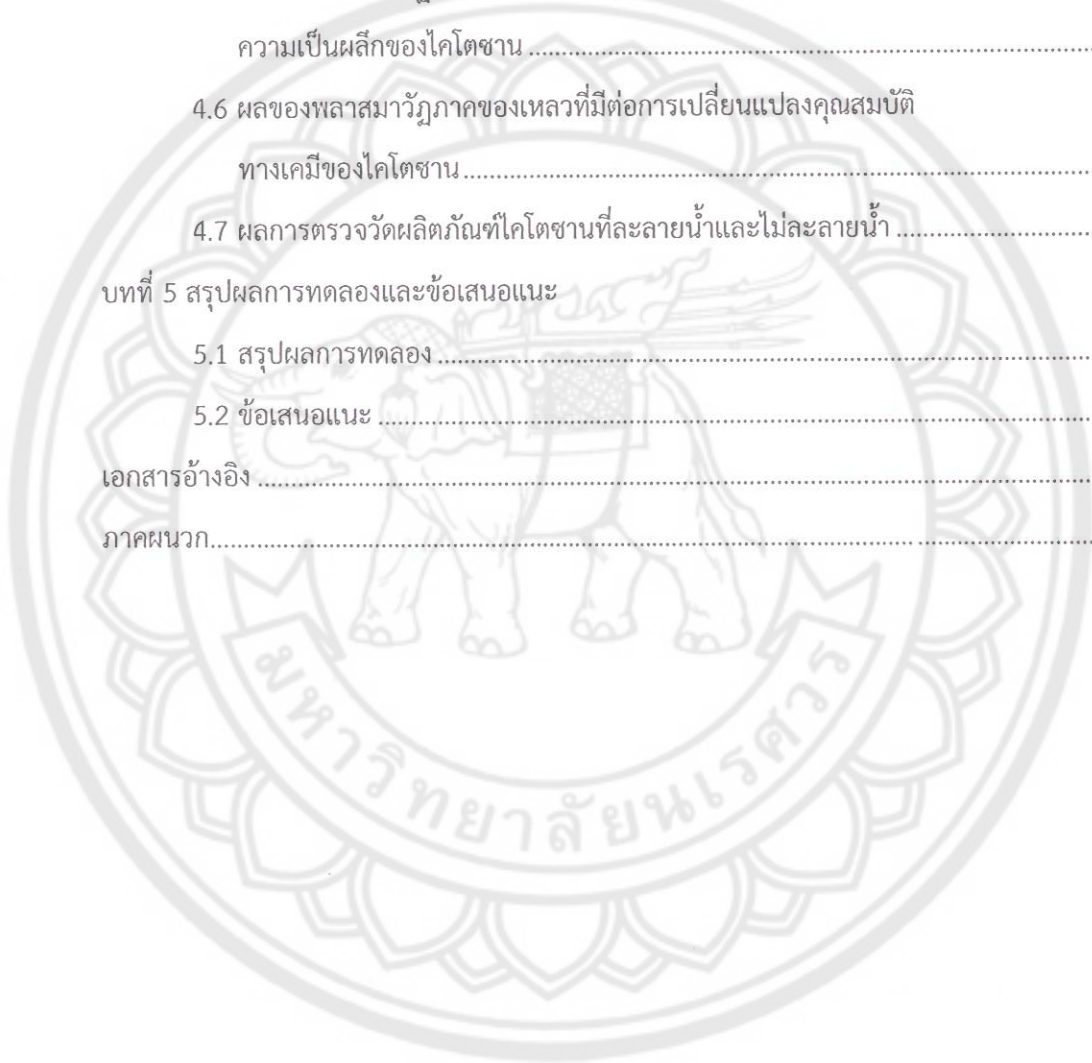 ความเป็นผลึกของไคโตซาน ........................................................................
4.6 ผลของพลาสมาวัฏภาคของเหลวที่มีต่อการเปลี่ยนแปลงคุณสมบัติ
ทางเคมีของไคโตซาน ........................................................................
4.7 ผลการตรวจวัดผลิตภัณฑ์ไคโตซานที่ละลายน้ำและไม่ละลายน้ำ ..............................
บทที่ 5 สรุปผลการทดลองและข้อเสนอแนะ
5.1 สรุปผลการทดลอง ........................................................................
5.2 ข้อเสนอแนะ ........................................................................
เอกสารอ้างอิง ........................................................................
ภาคผนวก ........................................................................
มหาวิทยาลัยนเรศวร